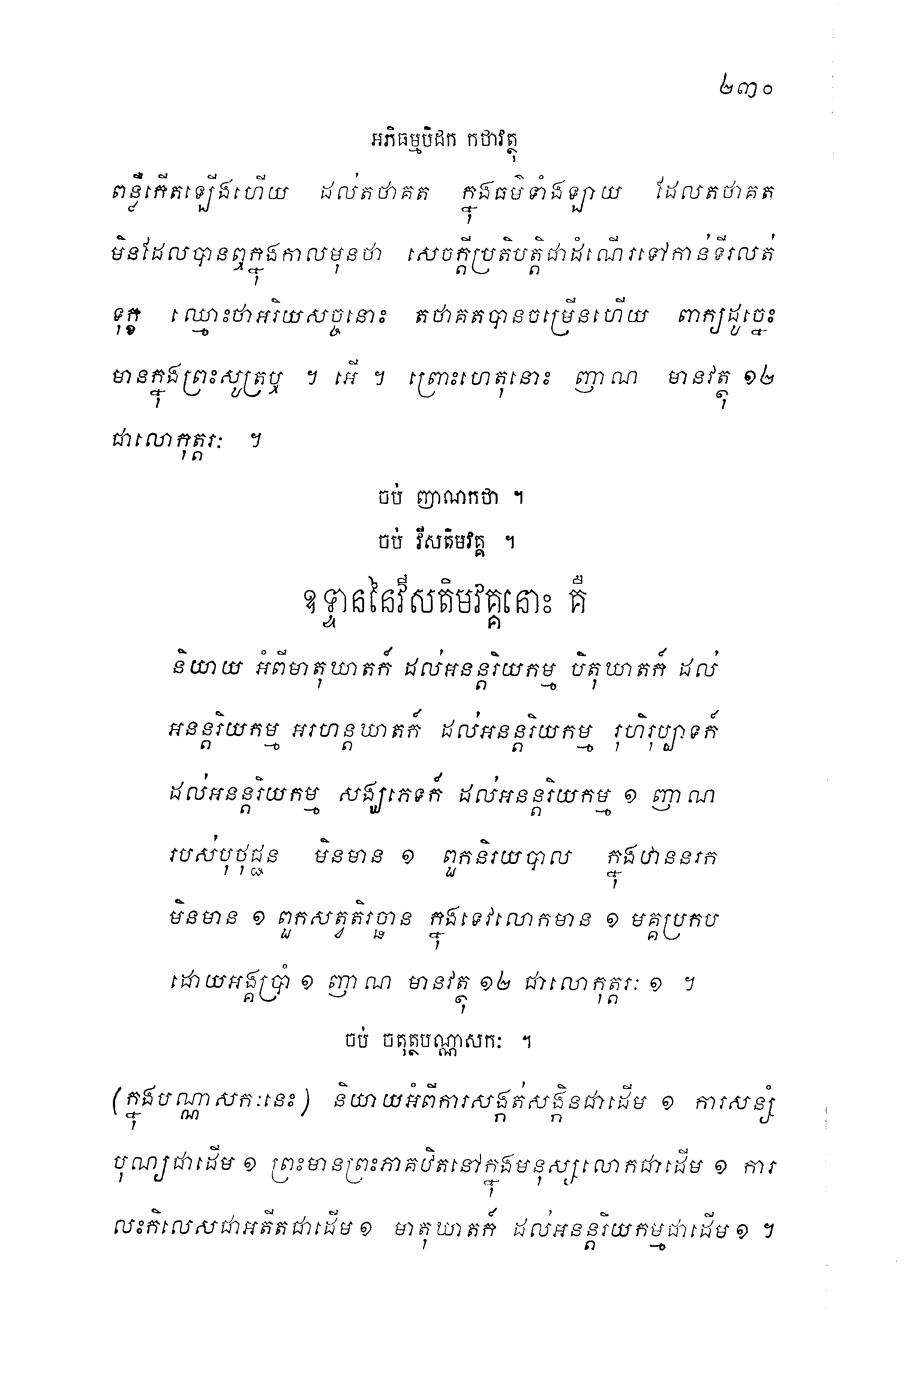 ២៣០
អភិធម្មបិដក កថាវត្ថុ
ពន្លឺកើតឡើងហើយ ដល់តថាគត ក្នុងធម៌ទាំងឡាយ ដែលតថាគត
មិនដែលបានឮក្នុងកាលមុនថា សេចក្តីប្រតិបត្តិជាដំណើរទៅកាន់ទីរលត់
ទុក្ខ ឈ្មោះថាអរិយសច្ចនោះ តថាគតបានចម្រើនហើយ ពាក្យដូច្នេះ
មានក្នុងព្រះសូត្រឬ ។ អើ ។ ព្រោះហេតុនោះ ញាណ មានវត្ថុ ១២
ជាលោកុត្តរៈ ។
ចប់ ញាណកថា ។
ចប់ វីសតិមវគ្គ ។
ឧទ្ទាននៃវីសតិមវគ្គនោះ គឺ
និយាយ អំពីមាតុឃាតក៍ ដល់អនន្តរិយកម្ម បិតុឃាតក៍ ដល់
អនន្តរិយកម្ម អរហន្តឃាតក៍ ដល់អនន្តរិយកម្ម រុហិរុប្បាទក៍
ដល់អនន្តរិយកម្ម សង្ឃភេទក៍ ដល់អនន្តរិយកម្ម ១ ញាណ
របស់បុថុជ្ជន មិនមាន ១ ពួកនិរយបាល ក្នុងឋាននរក
មិនមាន ១ ពួកសត្វតិរច្ឆាន ក្នុងទេវលោកមាន ១ មគ្គប្រកប
ដោយអង្គប្រាំ ១ ញាណ មានវត្ថុ ១២ ជាលោកុត្តរៈ ១ ។
ចប់ ចតុត្ថបណ្ណាសកៈ ។
(ក្នុងបណ្ណាសកៈនេះ) និយាយអំពីការសង្កត់សង្កិនជាដើម ១ ការសន្សំ
បុណ្យជាដើម ១ ព្រះមានព្រះភាគឋិតនៅក្នុងមនុស្សលោកជាដើម ១ ការ
លះកិលេសជាអតីតជាដើម ១ មាតុឃាតក៍ ដល់អនន្តរិយកម្មជាដើម ១ ។